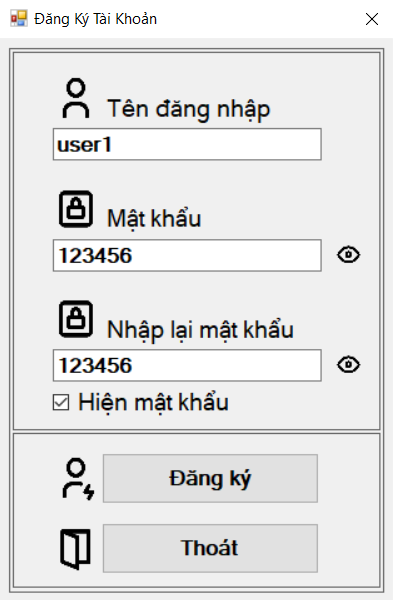 Đăng Ký Tài Khoản
Tên đăng nhập
user1
Mật khẩu
123456
Nhập lại mật khẩu
123456
Hiện mật khẩu
Đăng ký
Thoát